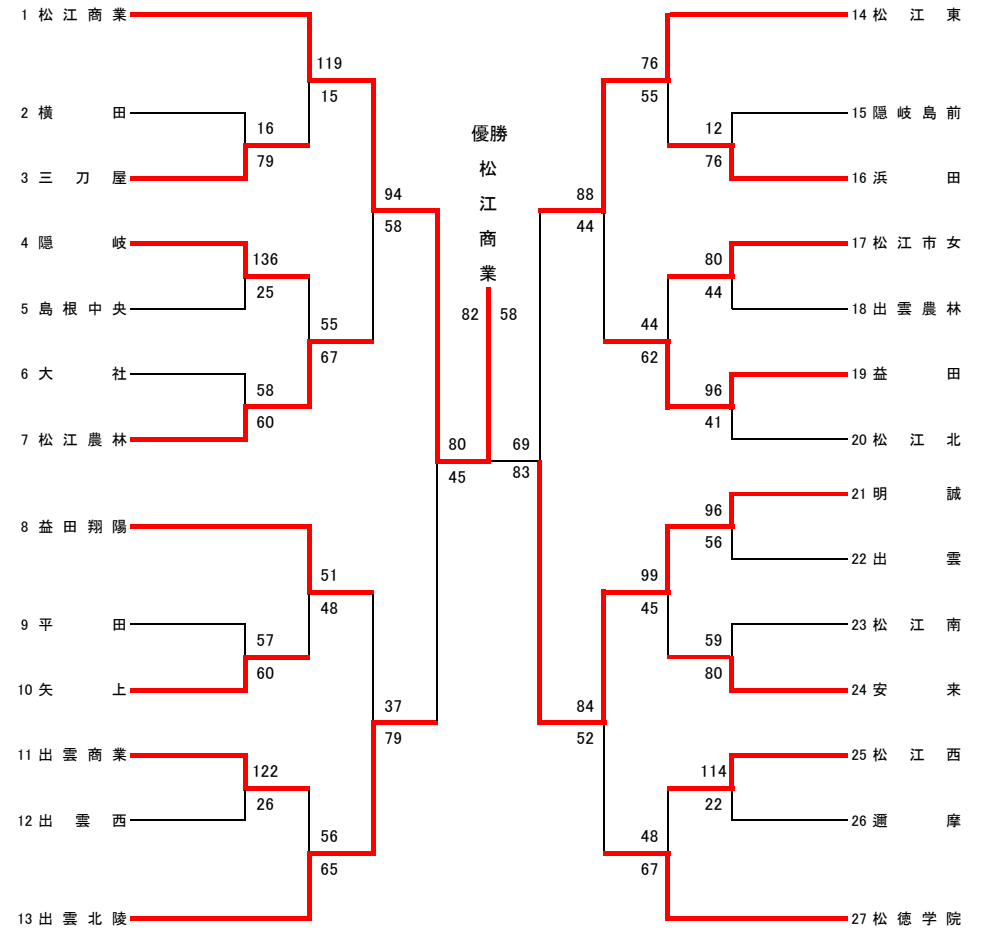 1 松江商業
119
15
2 横田
16
79
3 三刀屋
94
58
4 隠岐
136
25
5 島根中央
55
67
6 大社
58
60
7 松江農林
80
45
8 益田翔陽
51
48
9 平田
57
60
10 矢上
37
79
11 出雲商業
122
26
12 出雲西
56
65
13 出雲北陵
優勝
松
江
商
業
82 58
14 松江東
76
55
15 隠岐島前
12
76
16 浜田
88
44
17 松江市女
80
44
18 出雲農林
44
62
19 益田
96
41
20 松江北
69
83
21 明誠
96
56
22 出雲
99
45
23 松江南
59
80
24 安来
84
52
25 松江西
114
22
26 邇摩
48
67
27 松徳学院